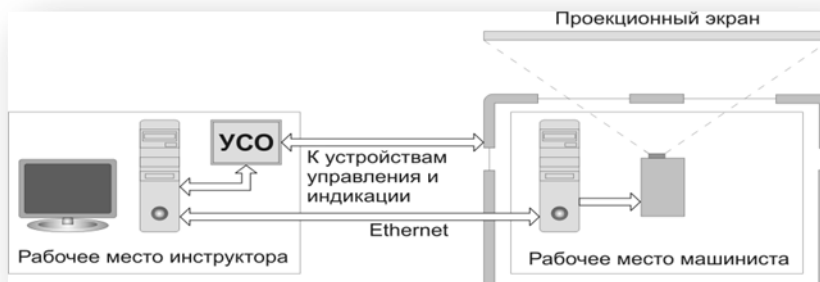 Проекционный экран
УСО
К устройствам
управления и
индикации
Ethernet
Рабочее место инструктора
Рабочее место машиниста